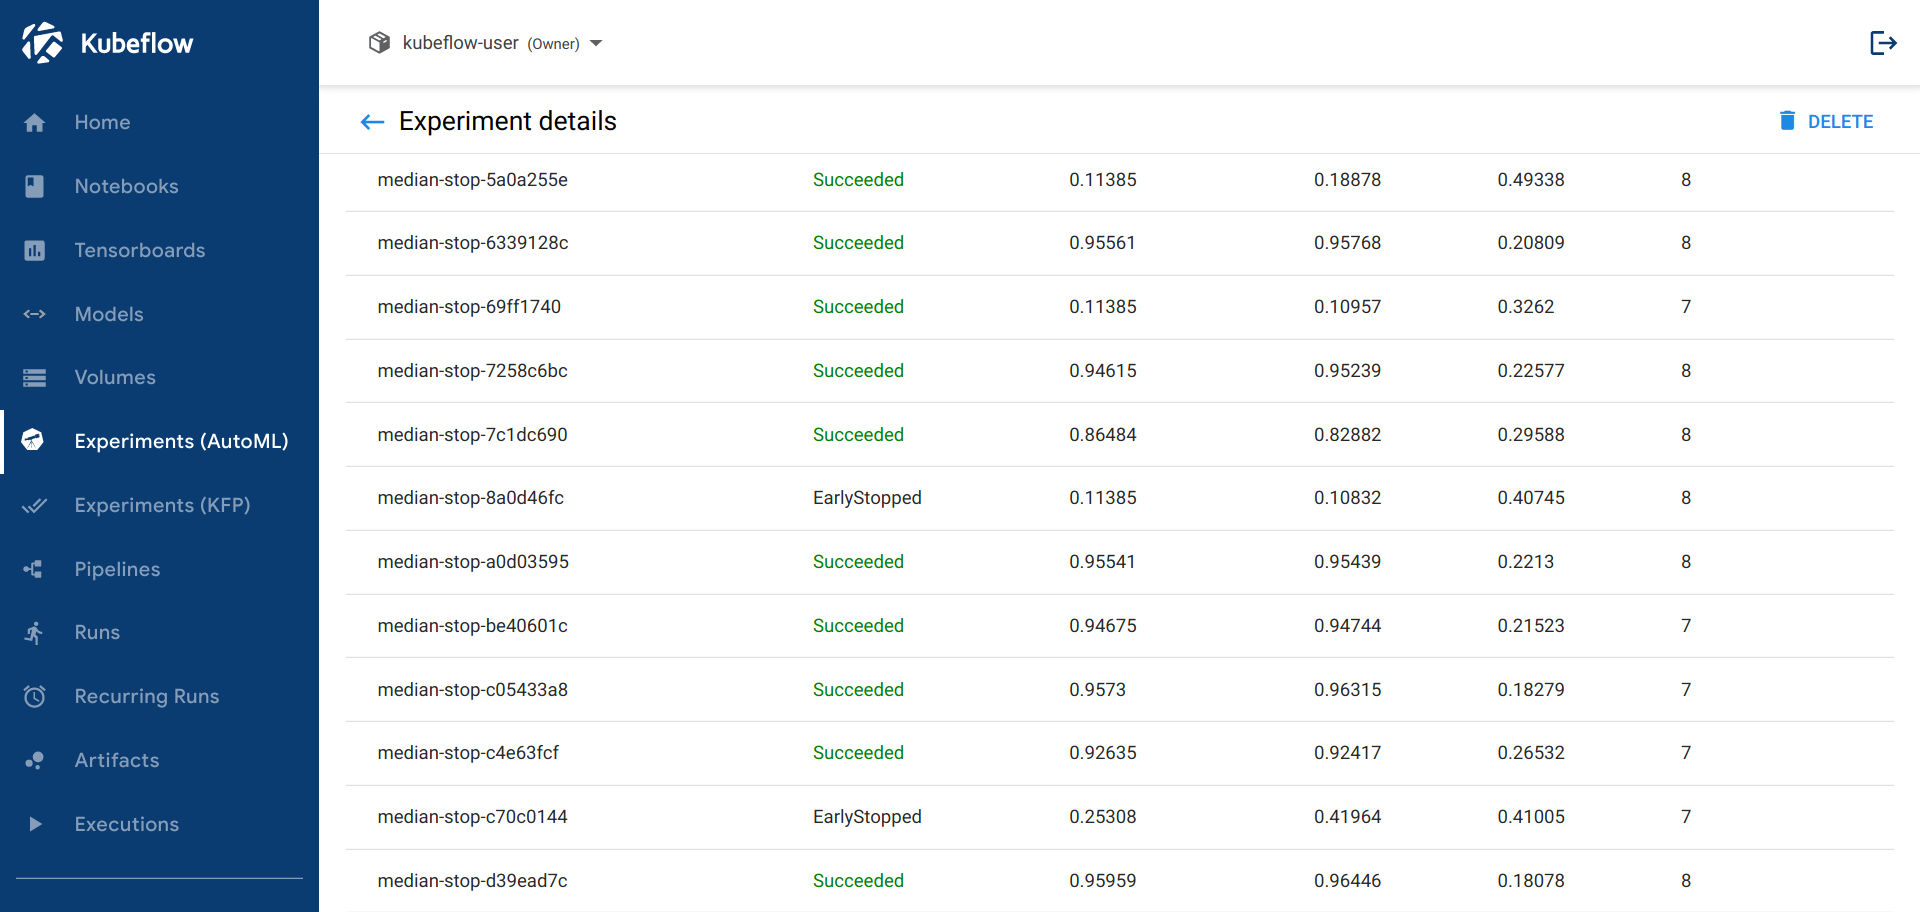 Kubeflow
Home
Notebooks
Tensorboards
Models
Volumes
Experiments (AutoML)
Experiments (KFP)
Pipelines
Runs
Recurring Runs
Artifacts
Executions
kubeflow-user (Owner)
Experiment details
DELETE
median-stop-5a0a255e Succeeded 0.11385 0.18878 0.49338 8
median-stop-6339128c Succeeded 0.95561 0.95768 0.20809 8
median-stop-69ff1740 Succeeded 0.11385 0.10957 0.3262 7
median-stop-7258c6bc Succeeded 0.94615 0.95239 0.22577 8
median-stop-7c1dc690 Succeeded 0.86484 0.82882 0.29588 8
median-stop-8a0d46fc EarlyStopped 0.11385 0.10832 0.40745 8
median-stop-a0d03595 Succeeded 0.95541 0.95439 0.2213 8
median-stop-be40601c Succeeded 0.94675 0.94744 0.21523 7
median-stop-c05433a8 Succeeded 0.9573 0.96315 0.18279 7
median-stop-c4e63fcf Succeeded 0.92635 0.92417 0.26532 7
median-stop-c70c0144 EarlyStopped 0.25308 0.41964 0.41005 7
median-stop-d39ead7c Succeeded 0.95959 0.96446 0.18078 8